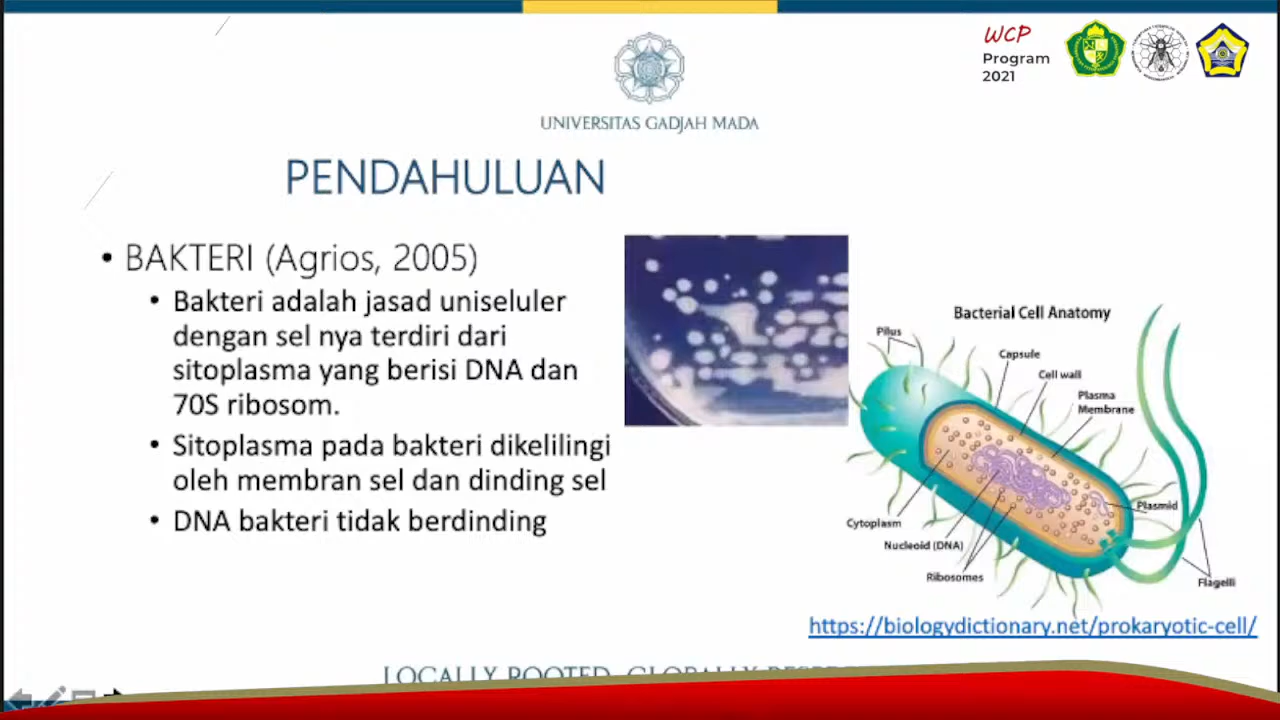 WCP
Program
2021
UNIVERSITAS GADJAH MADA
PENDAHULUAN
• BAKTERI (Agrios, 2005)
• Bakteri adalah jasad uniseluler
dengan sel nya terdiri dari
sitoplasma yang berisi DNA dan
70S ribosom.
• Sitoplasma pada bakteri dikelilingi
oleh membran sel dan dinding sel
• DNA bakteri tidak berdinding
Bacterial Cell Anatomy
Pilus
Capsule
Cell wall
Plasma
Membrane
Plasmid
Cytoplasm
Nucleoid (DNA)
Ribosomes
Flagelli
https://biologydictionary.net/prokaryotic-cell/
LOCALLY ROOTED, GLOBALLY